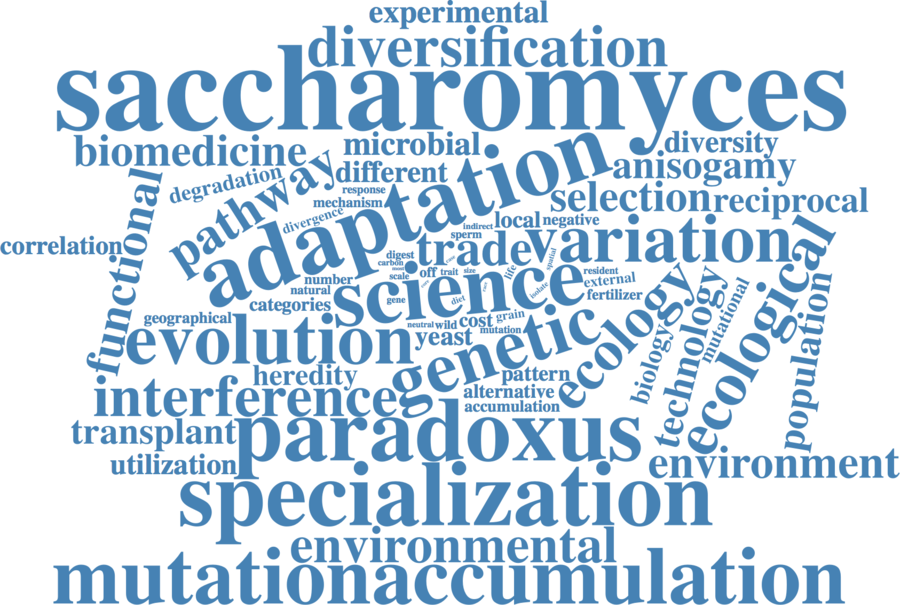 experimental
diversification
saccharomyces
biomedicine
microbial
diversity
degradation
pathway
different
anisogamy
response
mechanism
adaptation
selection
reciprocal
functional
divergence
local
negative
indirect
sperm
correlation
trade
variation
digest
carbon
scale
off
trait
size
life
spatial
resident
external
fertilizer
number
natural
science
isolate
categories
gene
diet
ecological
geographical
evolution
neutral
wild
cost
grain
mutation
yeast
genetic
ecology
biology
technology
mutational
population
heredity
pattern
interference
alternative
accumulation
transplant
paradoxus
utilization
environment
specialization
environmental
mutationaccumulation